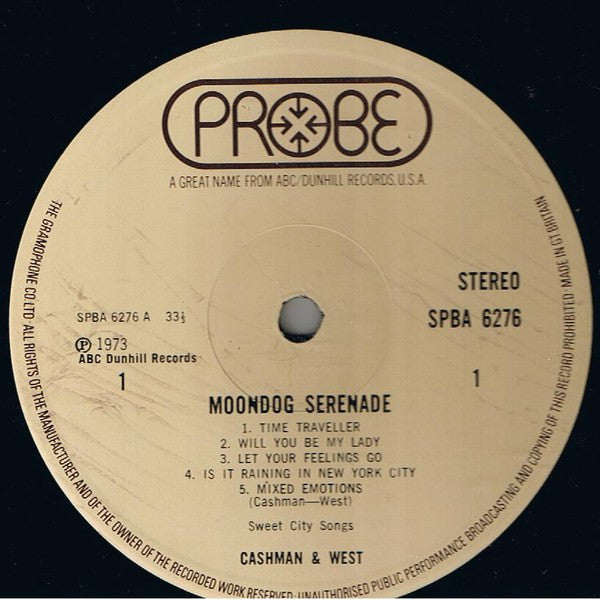 PROBE
A GREAT NAME FROM ABC/DUNHILL RECORDS, U.S.A.
THE GRAMOPHONE CO. LTD · ALL RIGHTS OF THE MANUFACTURER AND OF THE OWNER OF THE RECORDED WORK RESERVED · UNAUTHORISED PUBLIC PERFORMANCE BROADCASTING AND COPYING OF THIS RECORD PROHIBITED · MADE IN GT BRITAIN
STEREO
SPBA 6276 A 33⅓
SPBA 6276
Ⓟ 1973
ABC Dunhill Records
1
1
MOONDOG SERENADE
1. TIME TRAVELLER
2. WILL YOU BE MY LADY
3. LET YOUR FEELINGS GO
4. IS IT RAINING IN NEW YORK CITY
5. MIXED EMOTIONS
(Cashman—West)
Sweet City Songs
CASHMAN & WEST